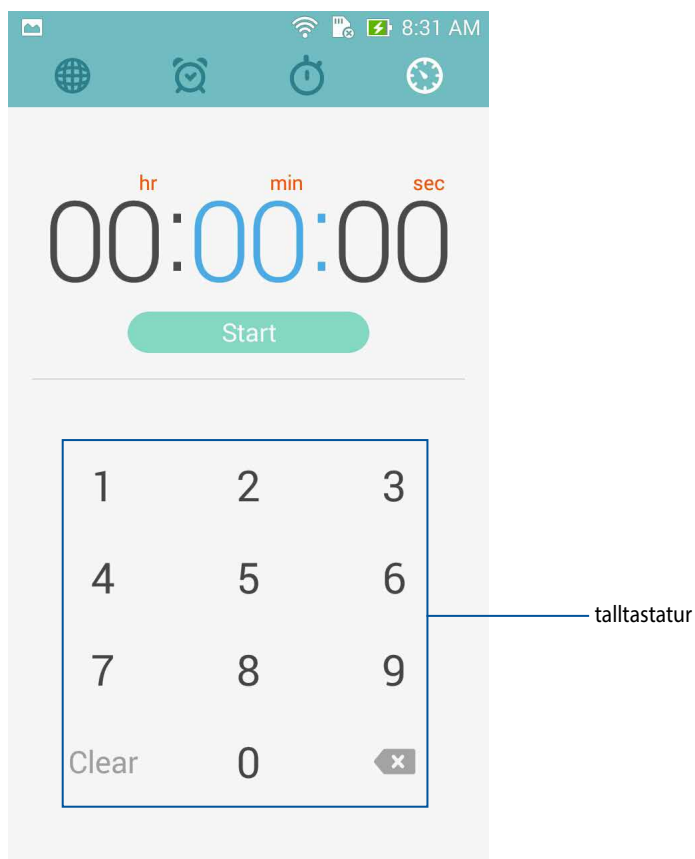 8:31 AM
hr min sec
00:00:00
Start
1 2 3
4 5 6
talltastatur
7 8 9
Clear 0